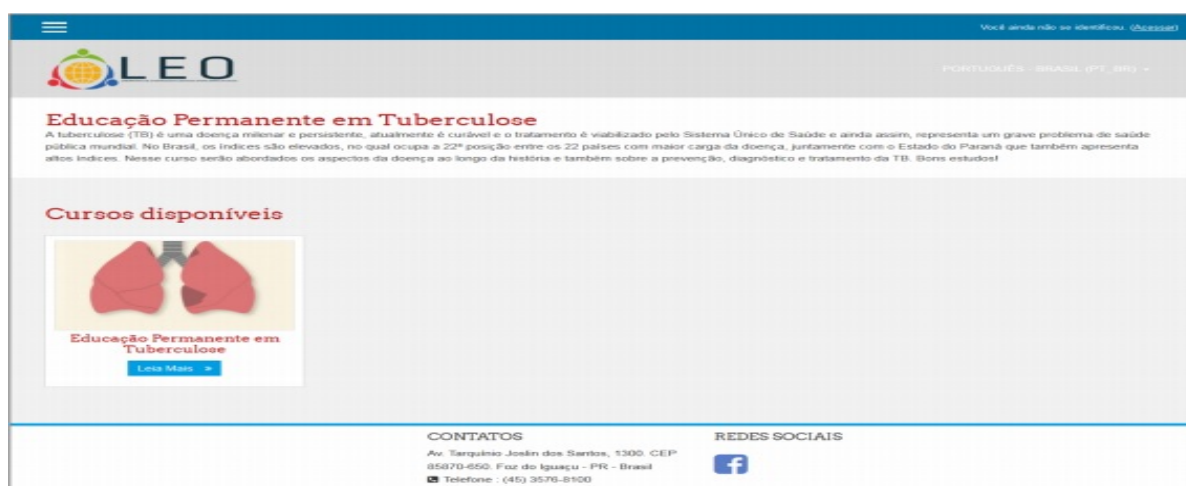 Você ainda não se identificou. (Acessar)
LEO
PORTUGUÊS - BRASIL (PT_BR)
Educação Permanente em Tuberculose
A tuberculose (TB) é uma doença milenar e persistente, atualmente é curável e o tratamento é viabilizado pelo Sistema Único de Saúde e ainda assim, representa um grave problema de saúde
pública mundial. No Brasil, os índices são elevados, no qual ocupa a 22ª posição entre os 22 países com maior carga da doença, juntamente com o Estado do Paraná que também apresenta
altos índices. Nesse curso serão abordados os aspectos da doença ao longo da história e também sobre a prevenção, diagnóstico e tratamento da TB. Bons estudos!
Cursos disponíveis
Educação Permanente em
Tuberculose
Leia Mais »
CONTATOS
Av. Tarquínio Joslin dos Santos, 1300. CEP
85870-650. Foz do Iguaçu - PR - Brasil
Telefone : (45) 3576-8100
REDES SOCIAIS